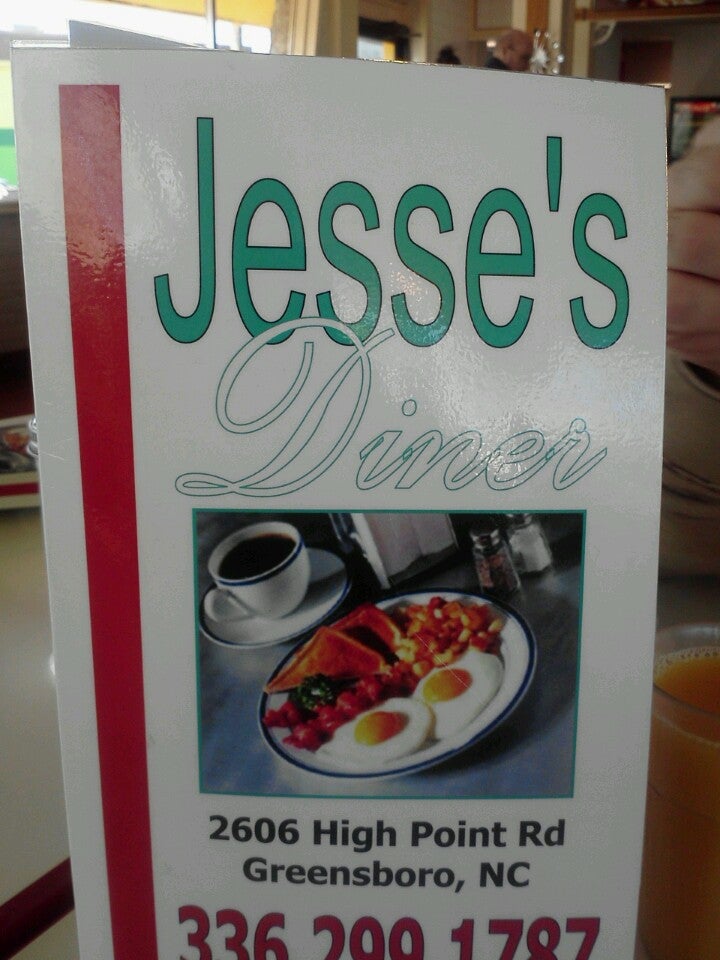 Jesse's
Diner
2606 High Point Rd
Greensboro, NC
336.299.1787